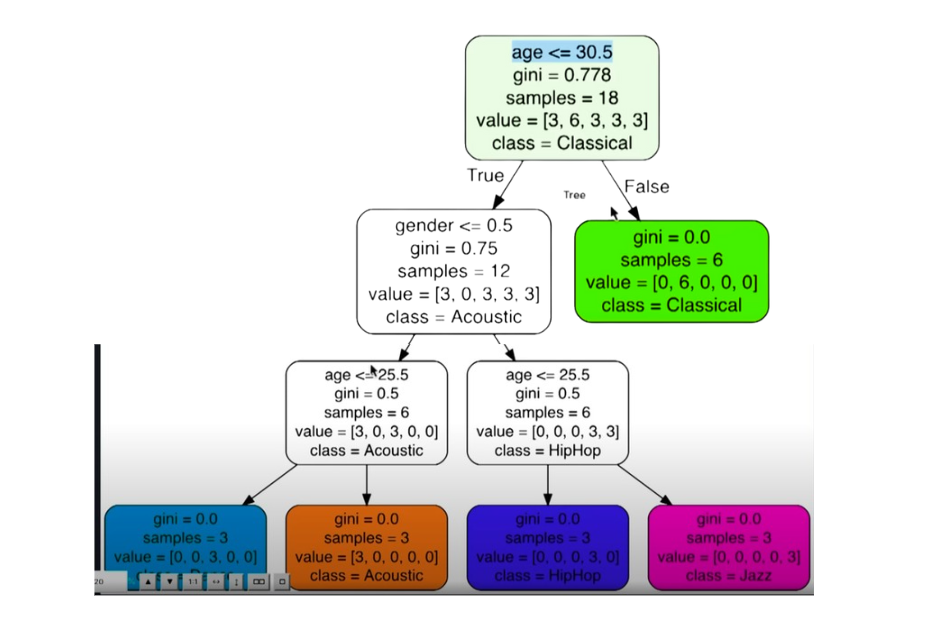 age <= 30.5
gini = 0.778
samples = 18
value = [3, 6, 3, 3, 3]
class = Classical
True
False
Tree
gender <= 0.5
gini = 0.75
samples = 12
value = [3, 0, 3, 3, 3]
class = Acoustic
gini = 0.0
samples = 6
value = [0, 6, 0, 0, 0]
class = Classical
age <= 25.5
gini = 0.5
samples = 6
value = [3, 0, 3, 0, 0]
class = Acoustic
age <= 25.5
gini = 0.5
samples = 6
value = [0, 0, 0, 3, 3]
class = HipHop
gini = 0.0
samples = 3
value = [0, 0, 3, 0, 0]
gini = 0.0
samples = 3
value = [3, 0, 0, 0, 0]
class = Acoustic
gini = 0.0
samples = 3
value = [0, 0, 0, 3, 0]
class = HipHop
gini = 0.0
samples = 3
value = [0, 0, 0, 0, 3]
class = Jazz
20
1:1